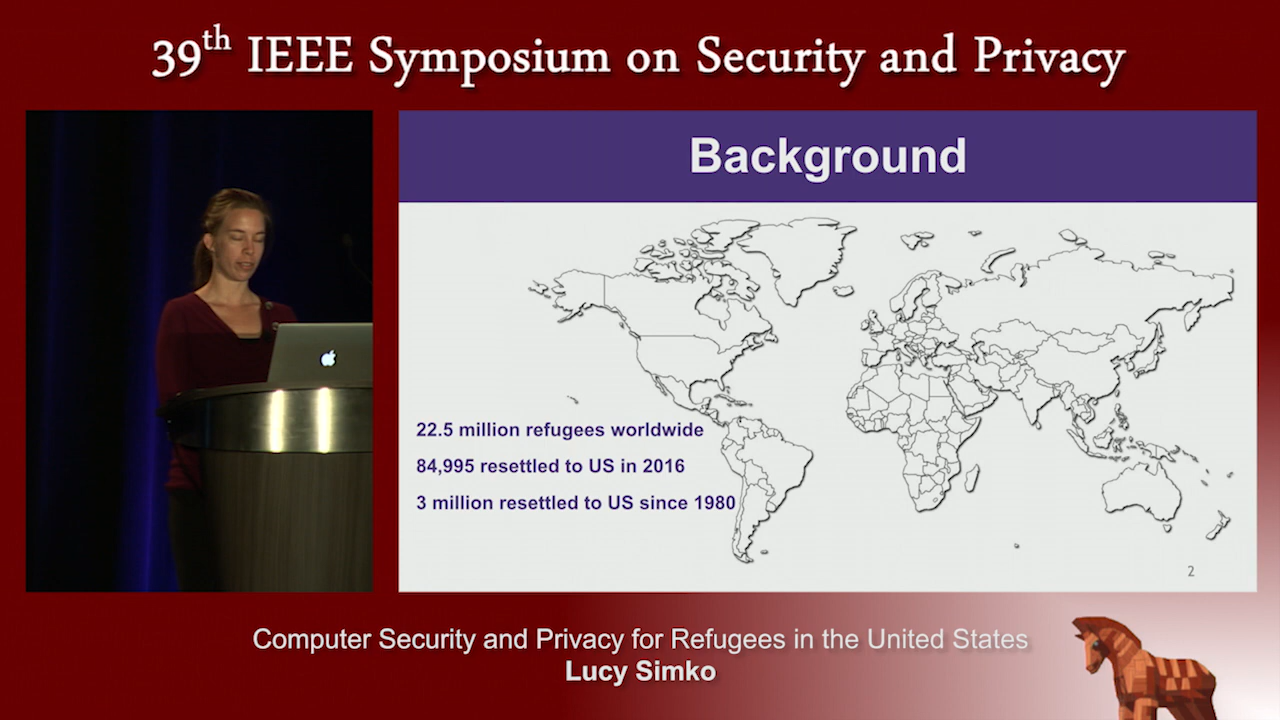 39th IEEE Symposium on Security and Privacy
Background
22.5 million refugees worldwide
84,995 resettled to US in 2016
3 million resettled to US since 1980
2
Computer Security and Privacy for Refugees in the United States
Lucy Simko